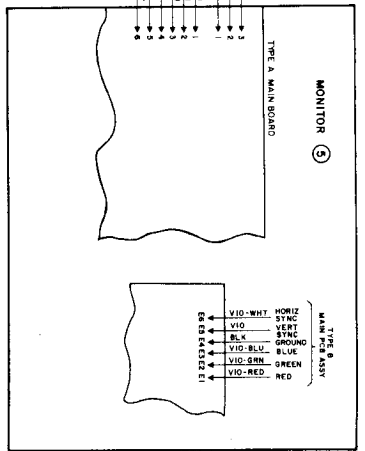 MONITOR 5
TYPE A MAIN BOARD
6 5 4 3 2 1 1 2 3
TYPE B
MAIN PCB ASSY
E6 VIO-WHT HORIZ SYNC
E5 VIO VERT SYNC
E4 BLK GROUND
E3 VIO-BLU BLUE
E2 VIO-GRN GREEN
E1 VIO-RED RED